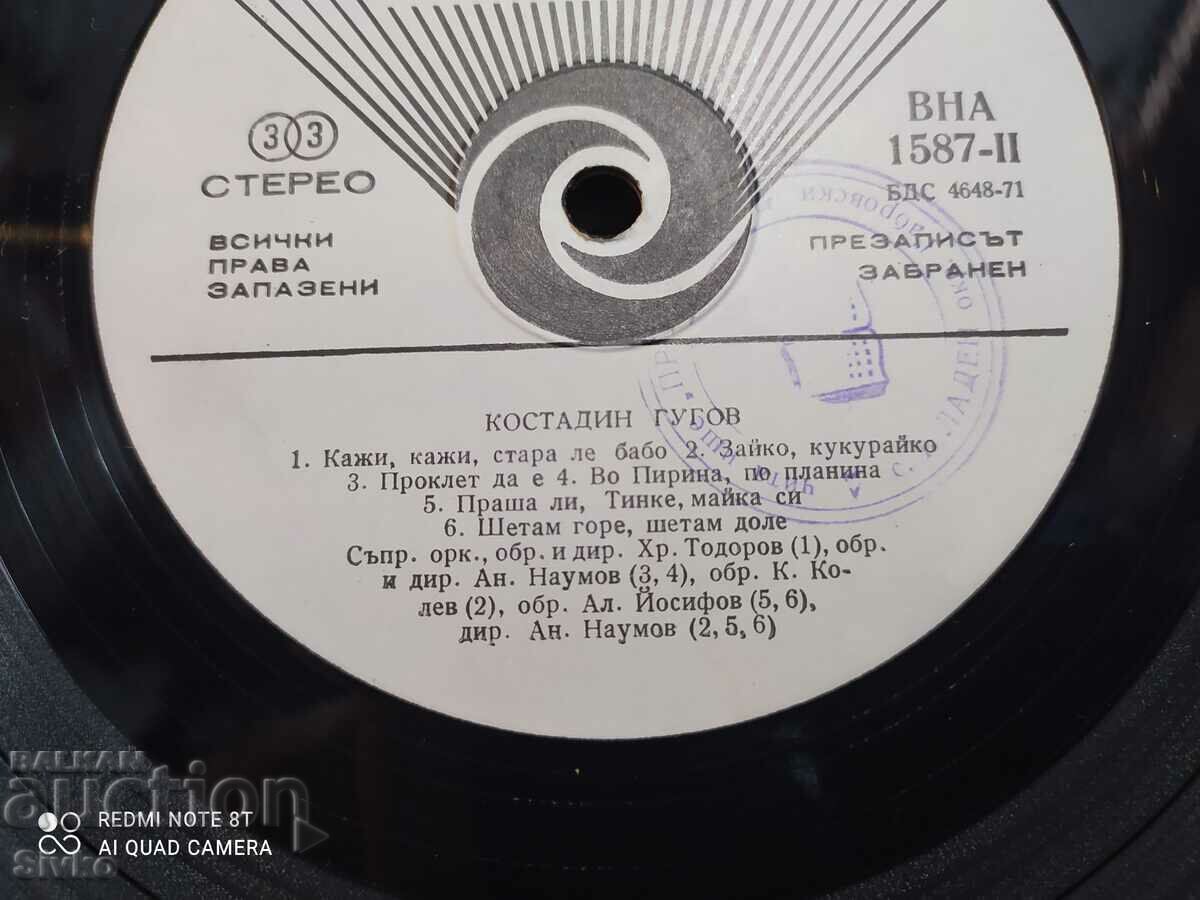 33
СТЕРЕО
ВСИЧКИ
ПРАВА
ЗАПАЗЕНИ
ВНА
1587-II
БДС 4648-71
ПРЕЗАПИСЪТ
ЗАБРАНЕН
КОСТАДИН ГУГОВ
1. Кажи, кажи, стара ле бабо 2. Зайко, кукурайко
3. Проклет да е 4. Во Пирина, по планина
5. Праша ли, Тинке, майка си
6. Шетам горе, шетам доле
Съпр. орк., обр. и дир. Хр. Тодоров (1), обр.
и дир. Ан. Наумов (3, 4), обр. К. Ко-
лев (2), обр. Ал. Йосифов (5, 6),
дир. Ан. Наумов (2, 5, 6)
BALKAN
auction
REDMI NOTE 8T
AI QUAD CAMERA
Sivko